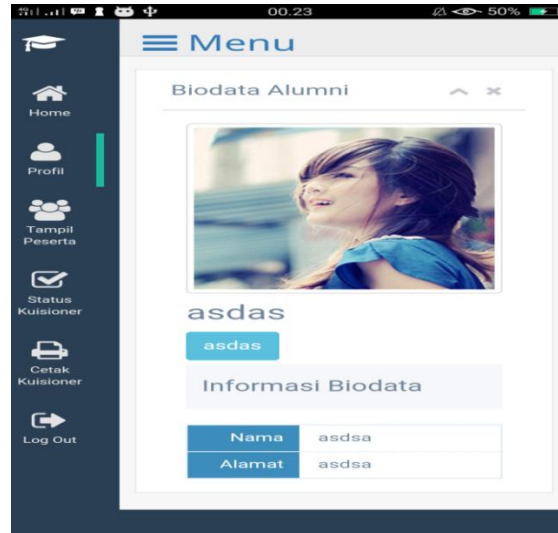 00.23
50%
Menu
Home
Profil
Tampil
Peserta
Status
Kuisioner
Cetak
Kuisioner
Log Out
Biodata Alumni
asdas
asdas
Informasi Biodata
Nama asdsa
Alamat asdsa